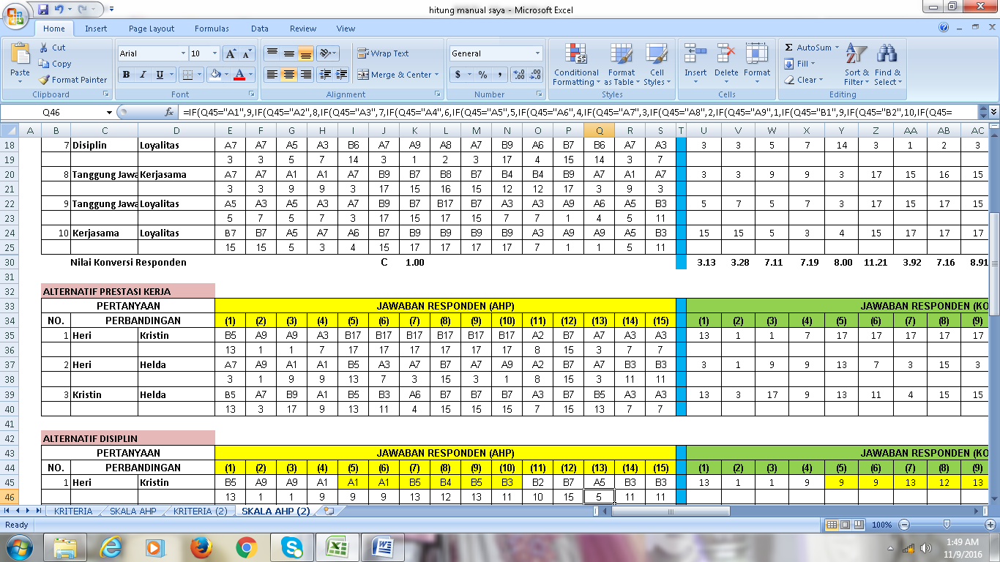 hitung manual saya - Microsoft Excel
Home Insert Page Layout Formulas Data Review View
Paste Cut Copy Format Painter Clipboard
Arial 10 A A B I U A Font
Wrap Text Merge & Center Alignment
General $ % , Number
Conditional Formatting Format as Table Cell Styles Styles
Insert Delete Format Cells
Σ AutoSum Fill Clear Sort & Filter Find & Select Editing
Q46 fx =IF(Q45="A1",9,IF(Q45="A2",8,IF(Q45="A3",7,IF(Q45="A4",6,IF(Q45="A5",5,IF(Q45="A6",4,IF(Q45="A7",3,IF(Q45="A8",2,IF(Q45="A9",1,IF(Q45="B1",9,IF(Q45="B2",10,IF(Q45=
A B C D E F G H I J K L M N O P Q R S T U V W X Y Z AA AB AC
18 7 Disiplin Loyalitas A7 A7 A5 A3 B6 A7 A9 A8 A7 B9 A6 B7 B6 A7 A3 3 3 5 7 14 3 1 2 3
19 3 3 5 7 14 3 1 2 3 17 4 15 14 3 7
20 8 Tanggung Jawa Kerjasama A7 A7 A1 A1 A7 B9 B7 B8 B7 B4 B4 B9 A7 A1 A7 3 3 9 9 3 17 15 16 15
21 3 3 9 9 3 17 15 16 15 12 12 17 3 9 3
22 9 Tanggung Jawa Loyalitas A5 A3 A5 A3 A7 B9 B7 B17 B7 A3 A3 A9 A6 A5 B3 5 7 5 7 3 17 15 17 15
23 5 7 5 7 3 17 15 17 15 7 7 1 4 5 11
24 10 Kerjasama Loyalitas B7 B7 A5 A7 A6 B7 B9 B9 B9 B9 A3 A9 A9 A5 B3 15 15 5 3 4 15 17 17 17
25 15 15 5 3 4 15 17 17 17 17 7 1 1 5 11
30 Nilai Konversi Responden C 1.00 3.13 3.28 7.11 7.19 8.00 11.21 3.92 7.16 8.91
31
32 ALTERNATIF PRESTASI KERJA
33 PERTANYAAN JAWABAN RESPONDEN (AHP) JAWABAN RESPONDEN (KO
34 NO. PERBANDINGAN (1) (2) (3) (4) (5) (6) (7) (8) (9) (10) (11) (12) (13) (14) (15) (1) (2) (3) (4) (5) (6) (7) (8) (9)
35 1 Heri Kristin B5 A9 A9 A3 B17 B17 B17 B17 B17 B17 A2 B7 A7 A3 A3 13 1 1 7 17 17 17 17 17
36 13 1 1 7 17 17 17 17 17 17 8 15 3 7 7
37 2 Heri Helda A7 A9 A1 A1 B5 A3 A7 B7 A7 A9 A2 B7 A7 B3 B3 3 1 9 9 13 7 3 15 3
38 3 1 9 9 13 7 3 15 3 1 8 15 3 11 11
39 3 Kristin Helda B5 A7 B9 A1 B5 B3 A6 B7 B7 B7 A3 B7 B5 A3 A3 13 3 17 9 13 11 4 15 15
40 13 3 17 9 13 11 4 15 15 15 7 15 13 7 7
41
42 ALTERNATIF DISIPLIN
43 PERTANYAAN JAWABAN RESPONDEN (AHP) JAWABAN RESPONDEN (KO
44 NO. PERBANDINGAN (1) (2) (3) (4) (5) (6) (7) (8) (9) (10) (11) (12) (13) (14) (15) (1) (2) (3) (4) (5) (6) (7) (8) (9)
45 1 Heri Kristin B5 A9 A9 A1 A1 A1 B5 B4 B5 B3 B2 B7 A5 B3 B3 13 1 1 9 9 9 13 12 13
46 13 1 1 9 9 9 13 12 13 11 10 15 5 11 11
KRITERIA SKALA AHP KRITERIA (2) SKALA AHP (2)
Ready 100%
1:49 AM
11/9/2016